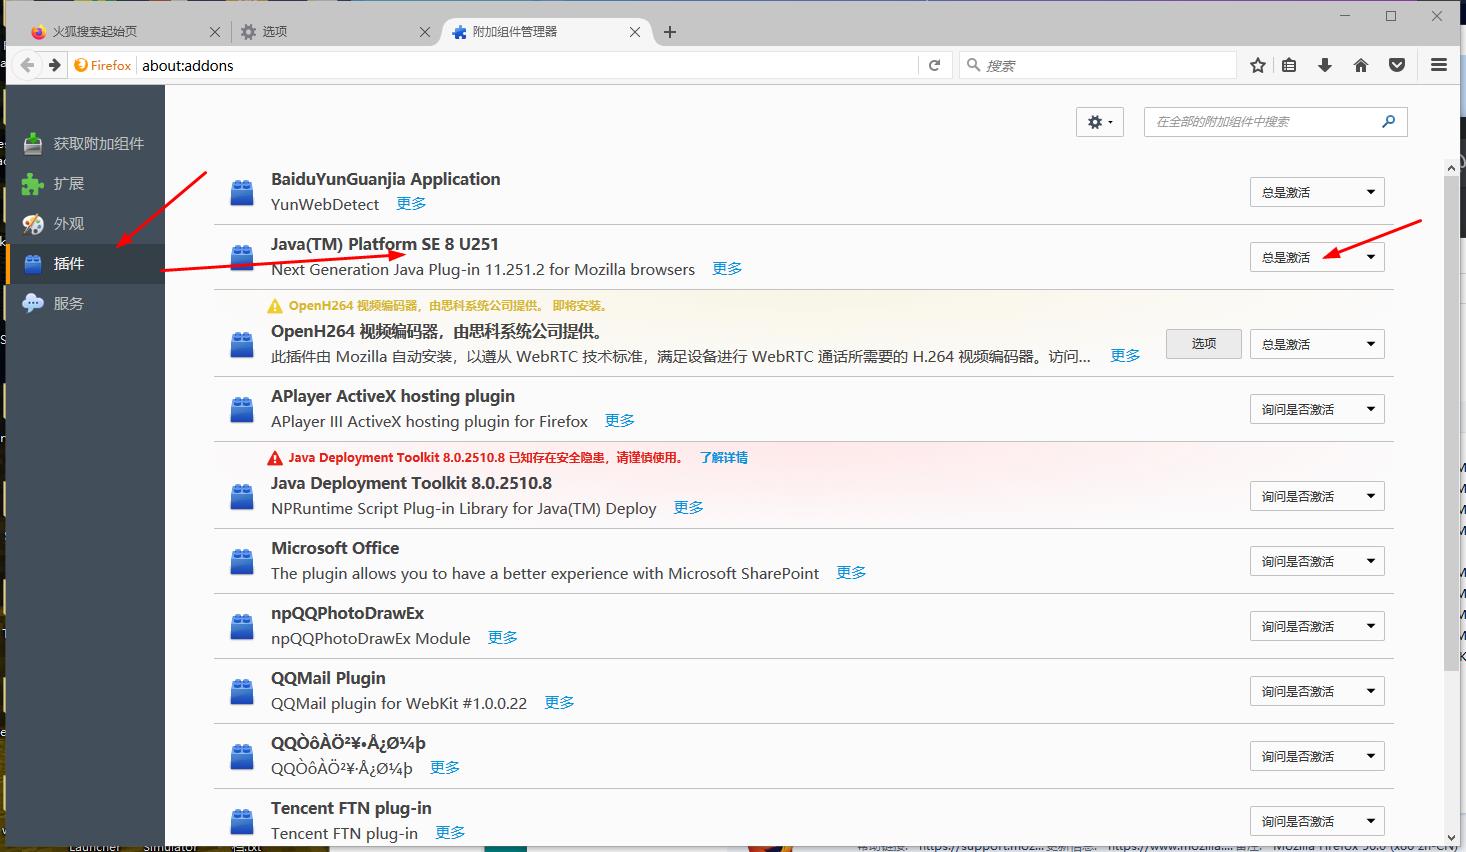 火狐搜索起始页
选项
附加组件管理器
Firefox
about:addons
搜索
在全部的附加组件中搜索
获取附加组件
扩展
外观
插件
服务
BaiduYunGuanjia Application
YunWebDetect 更多
总是激活
Java(TM) Platform SE 8 U251
Next Generation Java Plug-in 11.251.2 for Mozilla browsers 更多
总是激活
OpenH264 视频编码器，由思科系统公司提供。 即将安装。
OpenH264 视频编码器，由思科系统公司提供。
此插件由 Mozilla 自动安装，以遵从 WebRTC 技术标准，满足设备进行 WebRTC 通话所需要的 H.264 视频编码器。访问... 更多
选项
总是激活
APlayer ActiveX hosting plugin
APlayer III ActiveX hosting plugin for Firefox 更多
询问是否激活
Java Deployment Toolkit 8.0.2510.8 已知存在安全隐患，请谨慎使用。 了解详情
Java Deployment Toolkit 8.0.2510.8
NPRuntime Script Plug-in Library for Java(TM) Deploy 更多
询问是否激活
Microsoft Office
The plugin allows you to have a better experience with Microsoft SharePoint 更多
询问是否激活
npQQPhotoDrawEx
npQQPhotoDrawEx Module 更多
询问是否激活
QQMail Plugin
QQMail plugin for WebKit #1.0.0.22 更多
询问是否激活
QQÒôÀÖ²¥·Å¿Ø¼þ
QQÒôÀÖ²¥·Å¿Ø¼þ 更多
询问是否激活
Tencent FTN plug-in
Tencent FTN plug-in 更多
询问是否激活
Launcher Simulator 档.txt